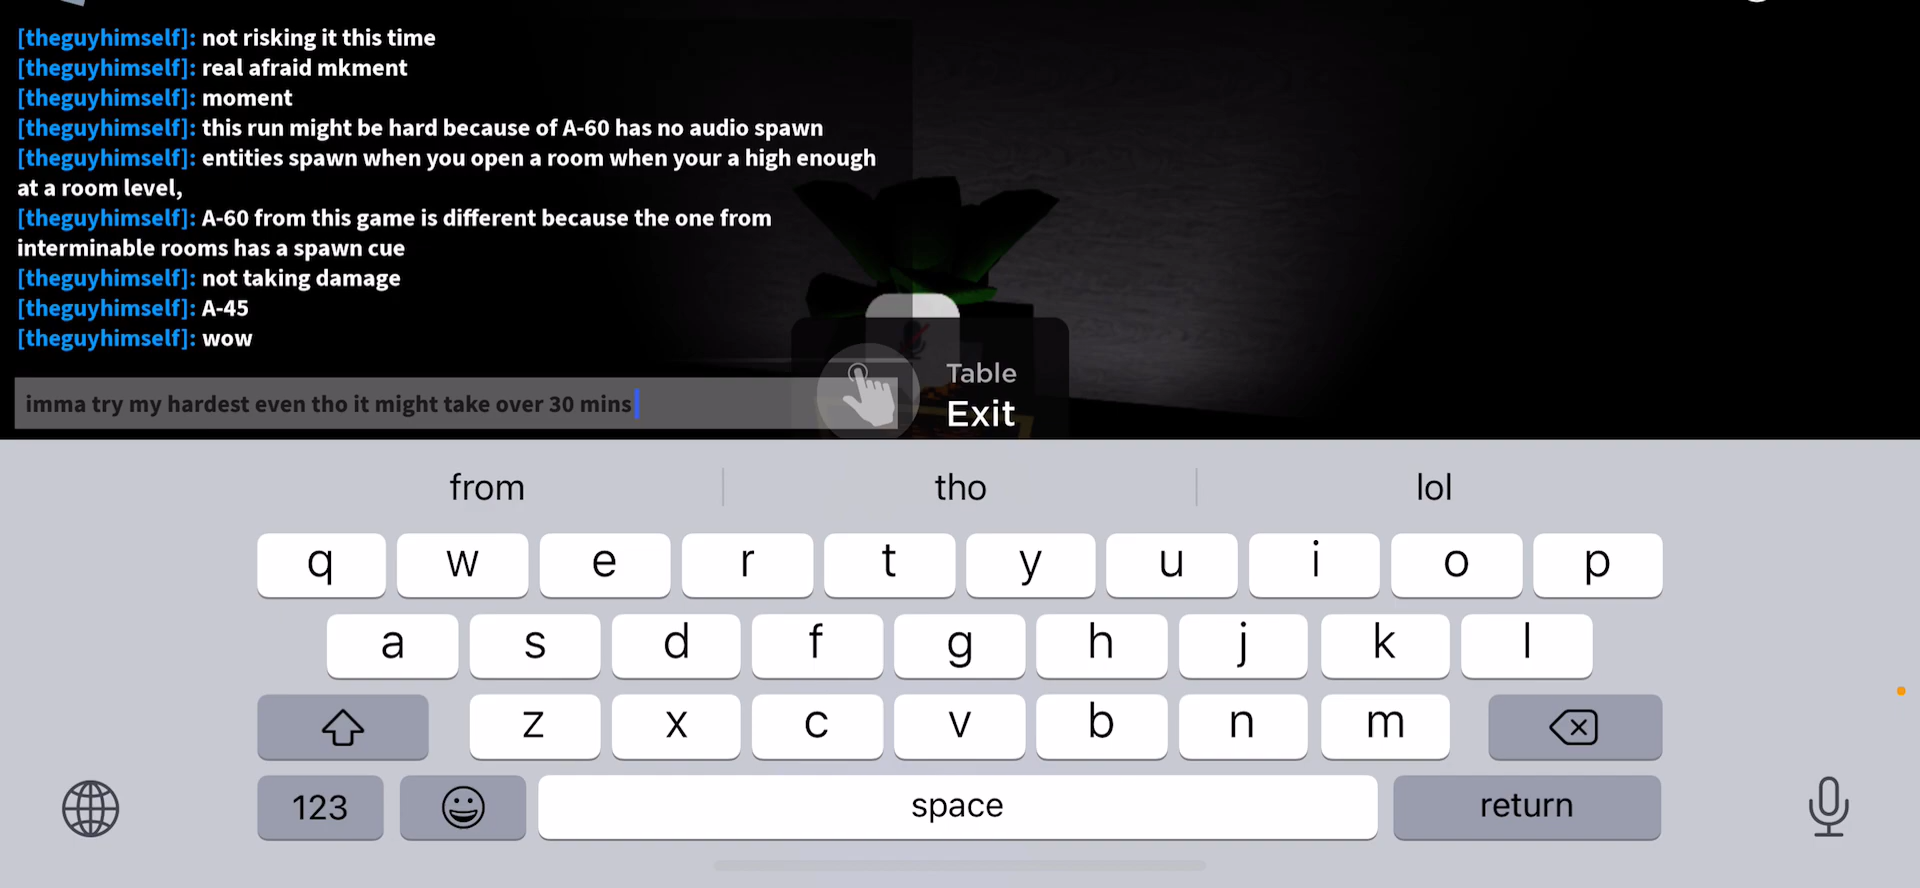 [theguyhimself]: not risking it this time
[theguyhimself]: real afraid mkment
[theguyhimself]: moment
[theguyhimself]: this run might be hard because of A-60 has no audio spawn
[theguyhimself]: entities spawn when you open a room when your a high enough
at a room level,
[theguyhimself]: A-60 from this game is different because the one from
interminable rooms has a spawn cue
[theguyhimself]: not taking damage
[theguyhimself]: A-45
[theguyhimself]: wow
Table
imma try my hardest even tho it might take over 30 mins
Exit
from tho lol
q w e r t y u i o p
a s d f g h j k l
z x c v b n m
123 space return